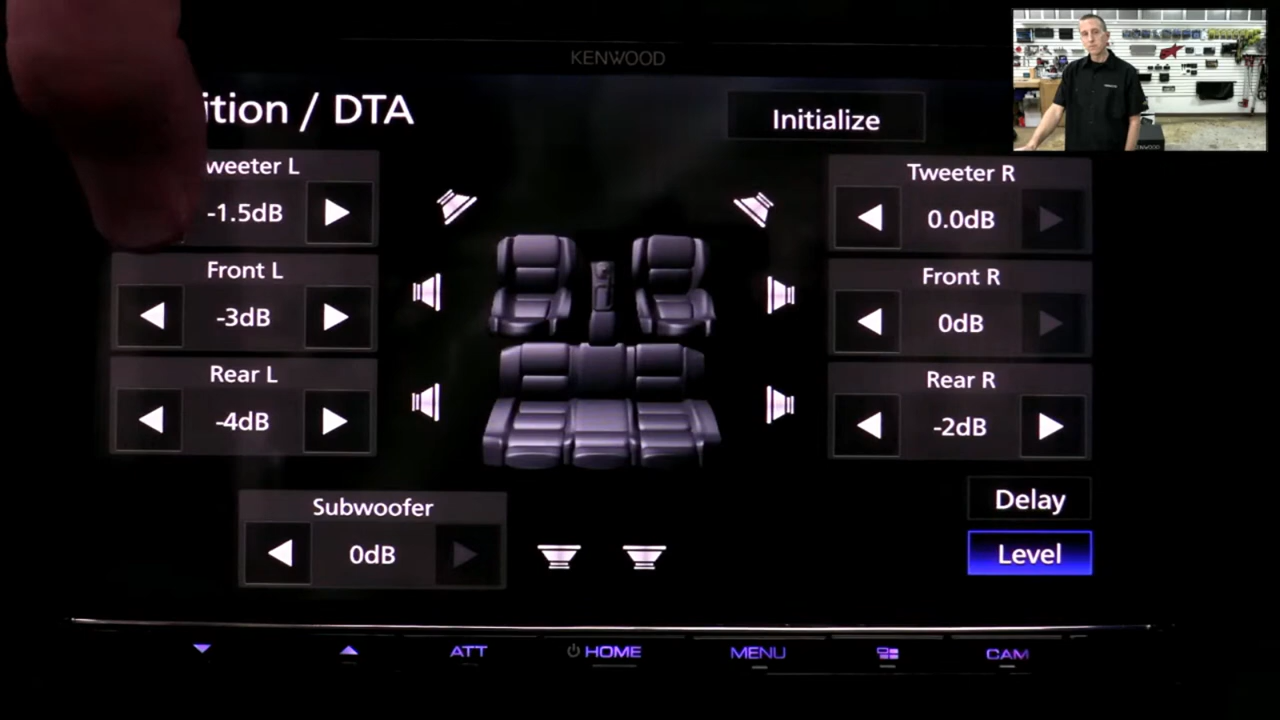 KENWOOD
ition / DTA
Initialize
weeter L
-1.5dB
Tweeter R
0.0dB
Front L
-3dB
Front R
0dB
Rear L
-4dB
Rear R
-2dB
Subwoofer
0dB
Delay
Level
ATT
HOME
MENU
CAM
KENWOOD